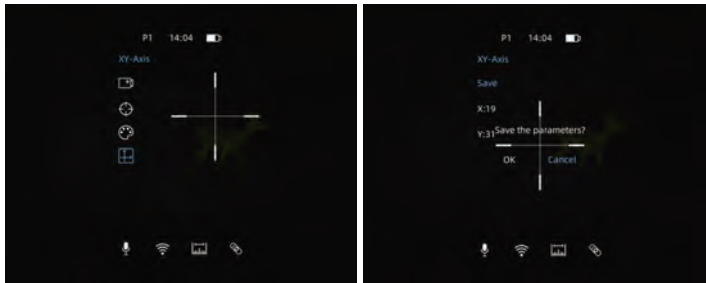 P1 14:04
XY-Axis
P1 14:04
XY-Axis
Save
X:19
Y:31
Save the parameters?
OK Cancel